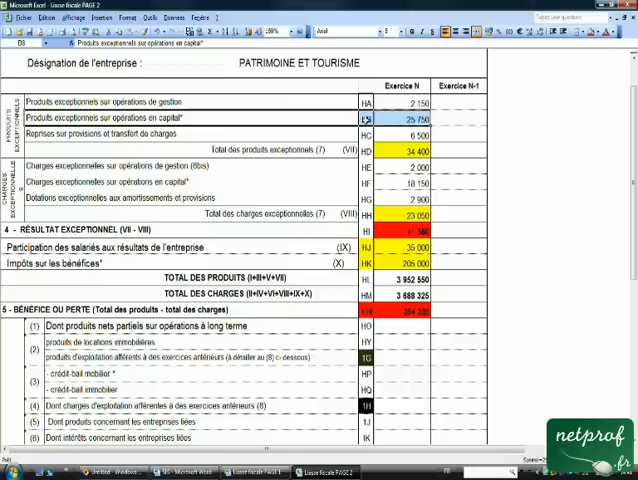 Microsoft Excel - Liasse fiscale PAGE 2
Fichier Edition Affichage Insertion Format Outils Données Fenêtre ?
Arial
B8 Produits exceptionnels sur opérations en capital*
Désignation de l'entreprise : PATRIMOINE ET TOURISME
Exercice N Exercice N-1
PRODUITS EXCEPTIONNELS
Produits exceptionnels sur opérations de gestion HA 2 150
Produits exceptionnels sur opérations en capital* 25 750
Reprises sur provisions et transfert de charges HC 6 500
Total des produits exceptionnels (7) (VII) HD 34 400
CHARGES EXCEPTIONNELLES
Charges exceptionnelles sur opérations de gestion (6bis) HE 2 000
Charges exceptionnelles sur opérations en capital* HF 18 150
Dotations exceptionnelles aux amortissements et provisions HG 2 900
Total des charges exceptionnelles (7) (VIII) HH 23 050
4 - RÉSULTAT EXCEPTIONNEL (VII - VIII) HI
Participation des salariés aux résultats de l'entreprise (IX) HJ 35 000
Impôts sur les bénéfices* (X) HK 205 000
TOTAL DES PRODUITS (I+III+V+VII) HL 3 952 550
TOTAL DES CHARGES (II+IV+VI+VIII+IX+X) HM 3 688 325
5 - BÉNÉFICE OU PERTE (Total des produits - total des charges) HN
(1) Dont produits nets partiels sur opérations à long terme HO
(2) produits de locations immobilières HY
produits d'exploitation afférents à des exercices antérieurs (à détailler au (8) ci-dessous) 1G
(3) - crédit-bail mobilier * HP
- crédit-bail immobilier HQ
(4) Dont charges d'exploitation afférentes à des exercices antérieurs (8) 1H
(5) Dont produits concernant les entreprises liées 1J
(6) Dont intérêts concernant les entreprises liées IK
Prêt
netprof
.fr
Untitled - Windows... SIG - Microsoft Word Liasse fiscale PAGE 1 Liasse fiscale PAGE 2 FR